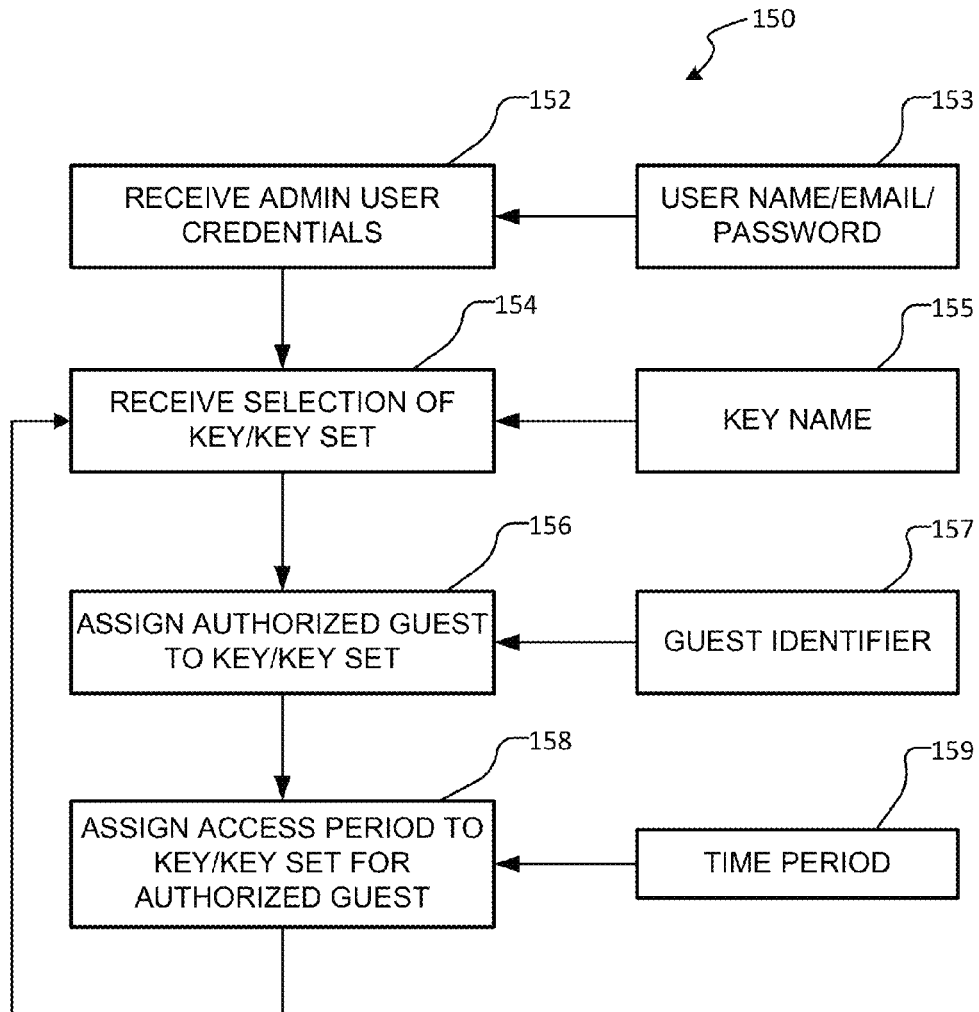 150
152
153
RECEIVE ADMIN USER
CREDENTIALS
USER NAME/EMAIL/
PASSWORD
154
155
RECEIVE SELECTION OF
KEY/KEY SET
KEY NAME
156
157
ASSIGN AUTHORIZED GUEST
TO KEY/KEY SET
GUEST IDENTIFIER
158
159
ASSIGN ACCESS PERIOD TO
KEY/KEY SET FOR
AUTHORIZED GUEST
TIME PERIOD